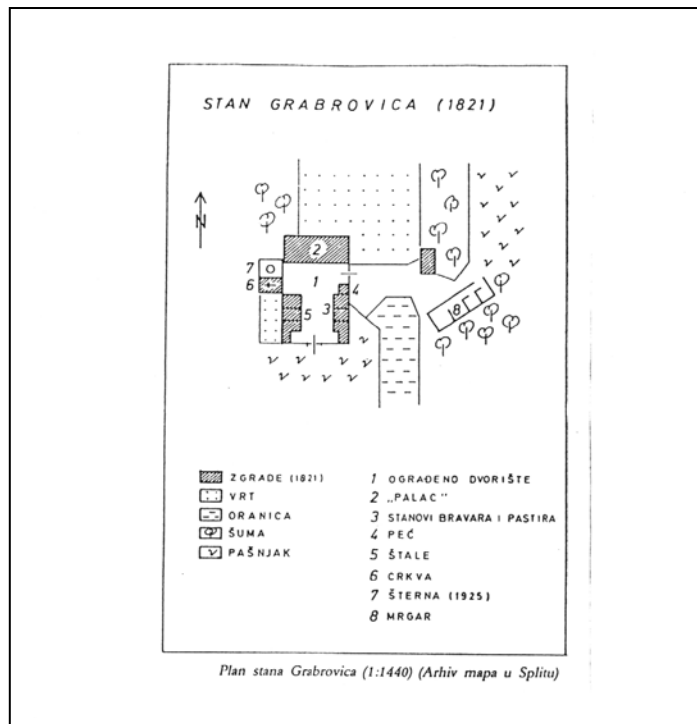 STAN GRABROVICA (1821)
N
2
7
1
6
4
5
3
8
ZGRADE (1821)
VRT
ORANICA
ŠUMA
PAŠNJAK
1 OGRAĐENO DVORIŠTE
2 „PALAC"
3 STANOVI BRAVARA I PASTIRA
4 PEĆ
5 ŠTALE
6 CRKVA
7 ŠTERNA (1925)
8 MRGAR
Plan stana Grabrovica (1:1440) (Arhiv mapa u Splitu)